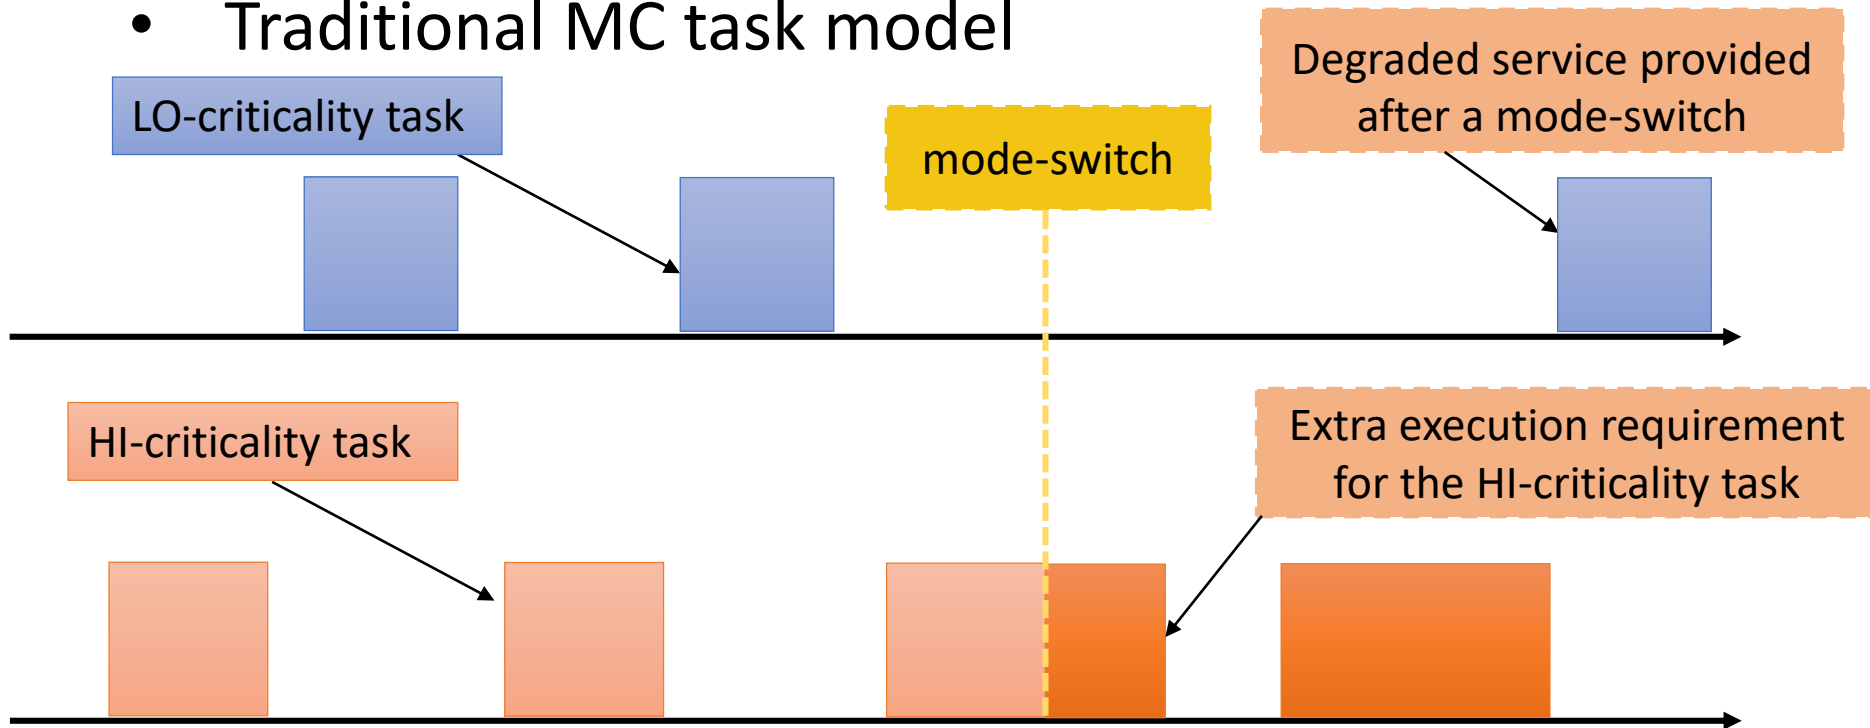 • Traditional MC task model
LO-criticality task
mode-switch
Degraded service provided
after a mode-switch
HI-criticality task
Extra execution requirement
for the HI-criticality task